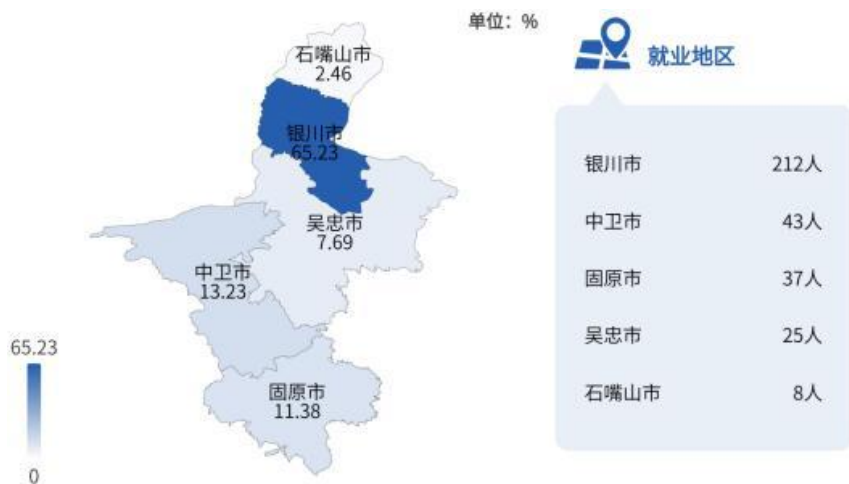 单位：%
石嘴山市
2.46
银川市
65.23
吴忠市
7.69
中卫市
13.23
固原市
11.38
65.23
0
就业地区
银川市 212人
中卫市 43人
固原市 37人
吴忠市 25人
石嘴山市 8人